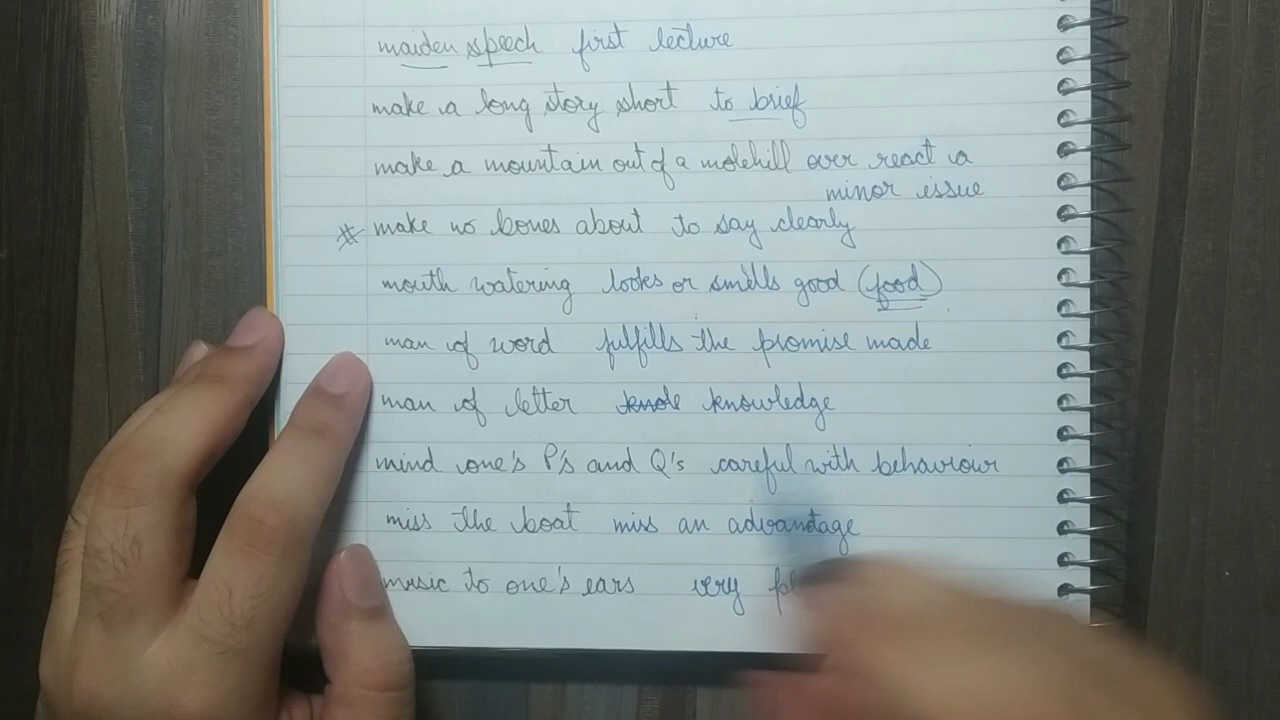 maiden speech first lecture
make a long story short to brief
make a mountain out of a molehill over react a
minor issue
make no bones about to say clearly
mouth watering looks or smells good (food)
man of word fulfills the promise made
man of letter knowledge
mind one's P's and Q's careful with behaviour
miss the boat miss an advantage
music to one's ears very